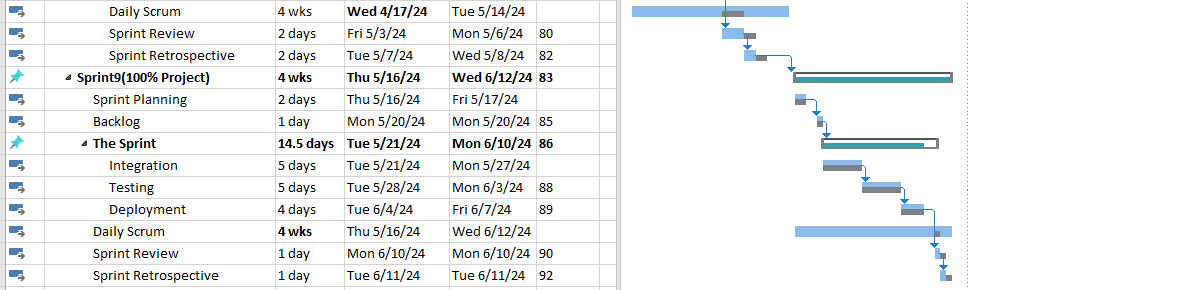 Daily Scrum 4 wks Wed 4/17/24 Tue 5/14/24
Sprint Review 2 days Fri 5/3/24 Mon 5/6/24 80
Sprint Retrospective 2 days Tue 5/7/24 Wed 5/8/24 82
Sprint9(100% Project) 4 wks Thu 5/16/24 Wed 6/12/24 83
Sprint Planning 2 days Thu 5/16/24 Fri 5/17/24
Backlog 1 day Mon 5/20/24 Mon 5/20/24 85
The Sprint 14.5 days Tue 5/21/24 Mon 6/10/24 86
Integration 5 days Tue 5/21/24 Mon 5/27/24
Testing 5 days Tue 5/28/24 Mon 6/3/24 88
Deployment 4 days Tue 6/4/24 Fri 6/7/24 89
Daily Scrum 4 wks Thu 5/16/24 Wed 6/12/24
Sprint Review 1 day Mon 6/10/24 Mon 6/10/24 90
Sprint Retrospective 1 day Tue 6/11/24 Tue 6/11/24 92